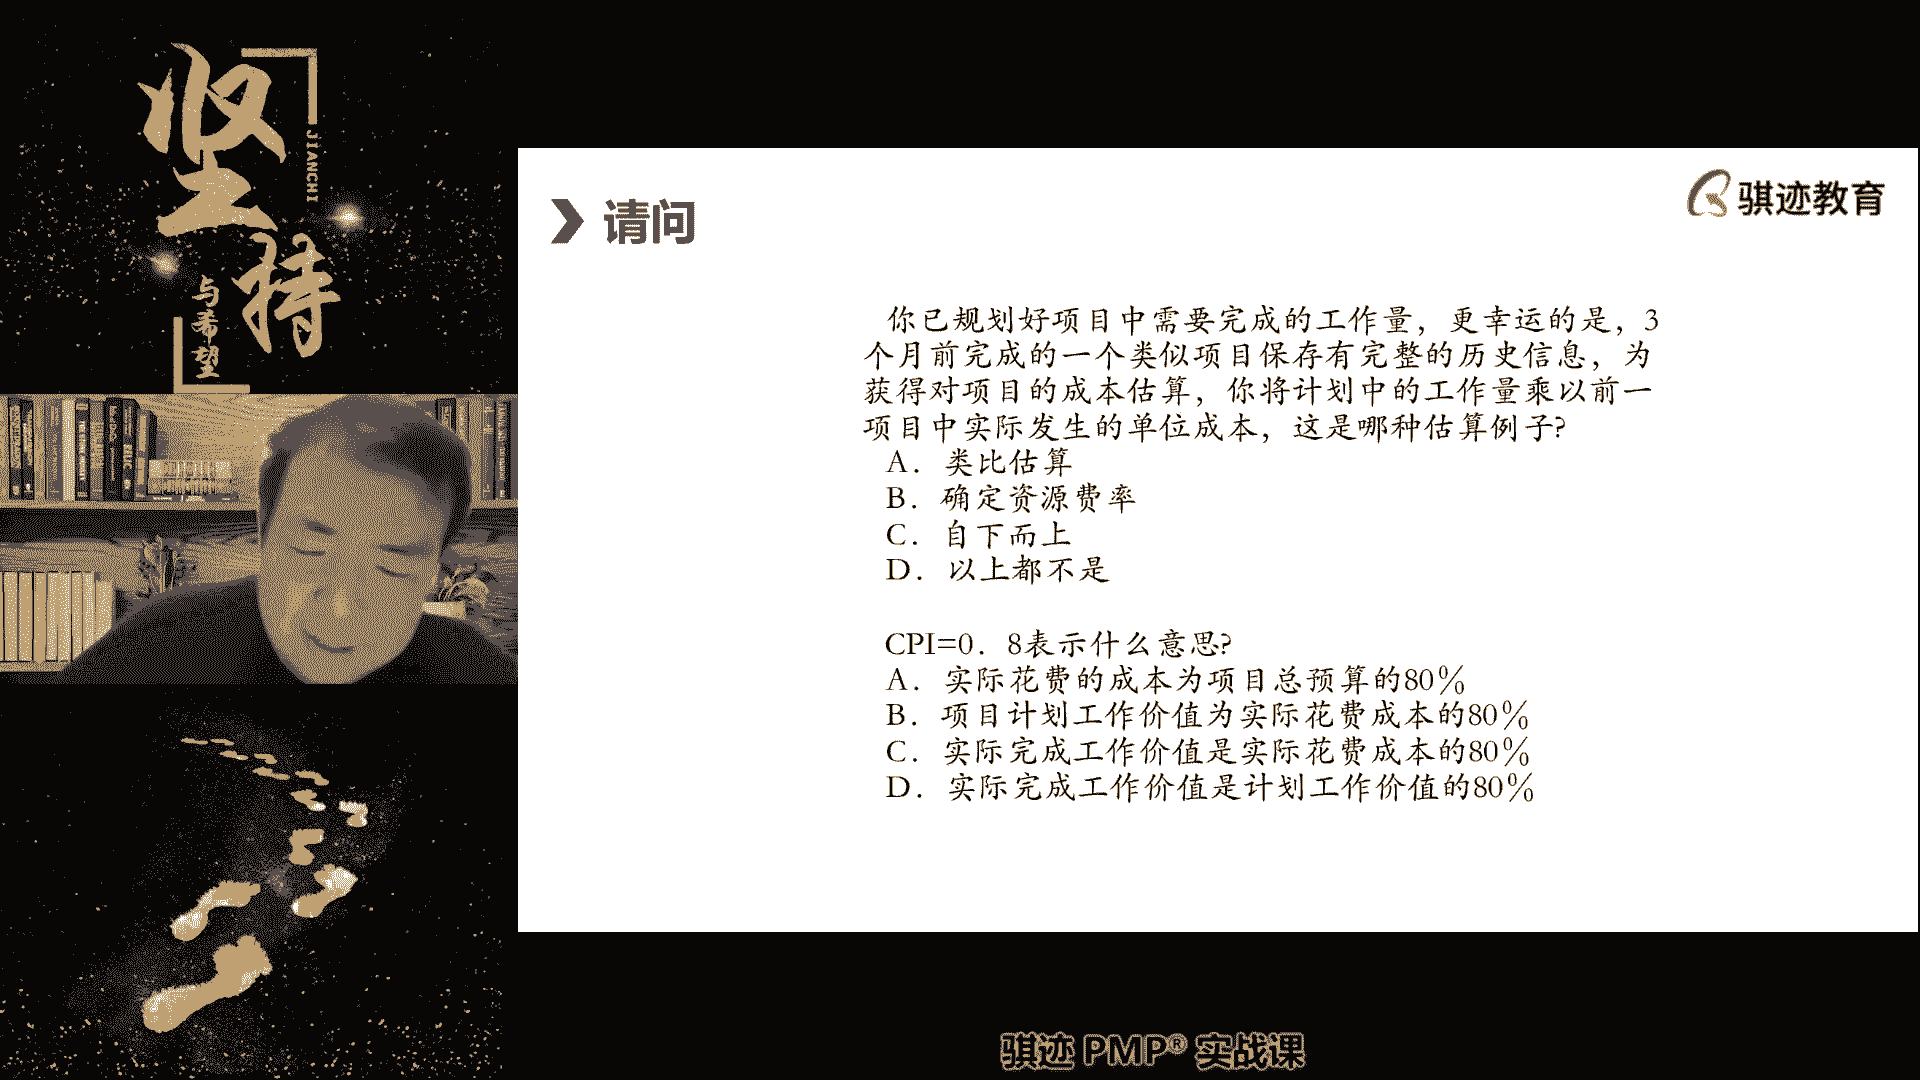 坚持
JIANCHI
与希望
请问
骐迹教育
你已规划好项目中需要完成的工作量，更幸运的是，3
个月前完成的一个类似项目保存有完整的历史信息，为
获得对项目的成本估算，你将计划中的工作量乘以前一
项目中实际发生的单位成本，这是哪种估算例子?
A．类比估算
B．确定资源费率
C．自下而上
D．以上都不是
CPI=0．8表示什么意思?
A．实际花费的成本为项目总预算的80%
B．项目计划工作价值为实际花费成本的80%
C．实际完成工作价值是实际花费成本的80%
D．实际完成工作价值是计划工作价值的80%
骐迹 PMP® 实战课